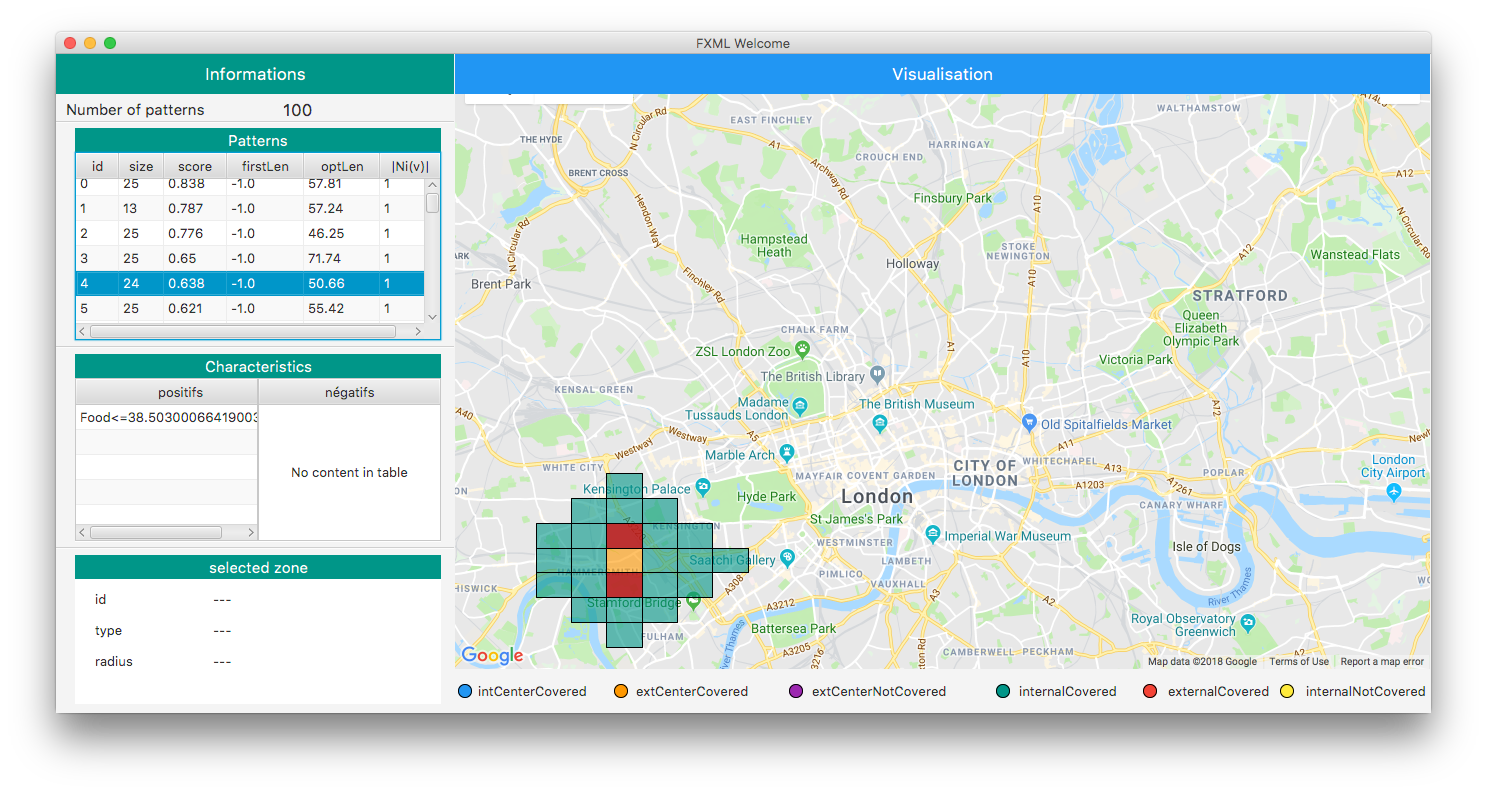 FXML Welcome
Informations
Visualisation
Number of patterns 100
Patterns
id size score firstLen optLen |Ni(v)|
0 25 0.838 -1.0 57.81 1
1 13 0.787 -1.0 57.24 1
2 25 0.776 -1.0 46.25 1
3 25 0.65 -1.0 71.74 1
4 24 0.638 -1.0 50.66 1
5 25 0.621 -1.0 55.42 1
Characteristics
positifs négatifs
Food<=38.50300066419003
No content in table
selected zone
id ---
type ---
radius ---
WALTHAMSTOW
A1403
EAST FINCHLEY
N Circular Rd
THE HYDE
A1
HARRINGAY
CROUCH END
Archway Rd
BRENT CROSS
A12
Finsbury Park
A10
Hendon Way
N Circular Rd
N Circular Rd
Hampstead
Heath
STOKE
NEWINGTON
A12
Wanstead Flats
ARK
Holloway
Finchley Rd
Brent Park
A10
STRATFORD
Queen
Elizabeth
Olympic Park
CHALK FARM
ZSL London Zoo
A1
A10
Victoria Park
The British Library
KENSAL GREEN
Madame
Tussauds London
The British Museum
A12
A40
Old Spitalfields Market
Westway
Westway
A5
A11
Newh
Marble Arch
WHITE CITY
MAYFAIR
COVENT GARDEN
CITY OF
LONDON
WHITECHAPEL
A13
POPLAR
London
City Airport
ON
Kensington Palace
Hyde Park
London
A1203
A1261
CANARY WHARF
St James's Park
KENSINGTON
Imperial War Museum
WESTMINSTER
Isle of Dogs
Saatchi Gallery
LAMBETH
HAMMERSMITH
PIMLICO
HISWICK
A308
VAUXHALL
WO
Stamford Bridge
A3212
A3
A2
River Thames
Royal Observatory
Greenwich
FULHAM
Battersea Park
River Thames
A3205
A3216
CAMBERWELL
PECKHAM
Google
Map data ©2018 Google Terms of Use Report a map error
intCenterCovered extCenterCovered extCenterNotCovered internalCovered externalCovered internalNotCovered